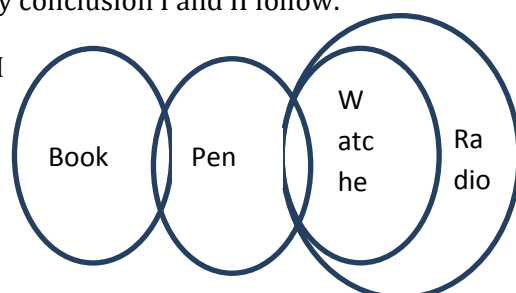 y conclusion I and II follow.
I
Book
Pen
W
atc
he
Ra
dio